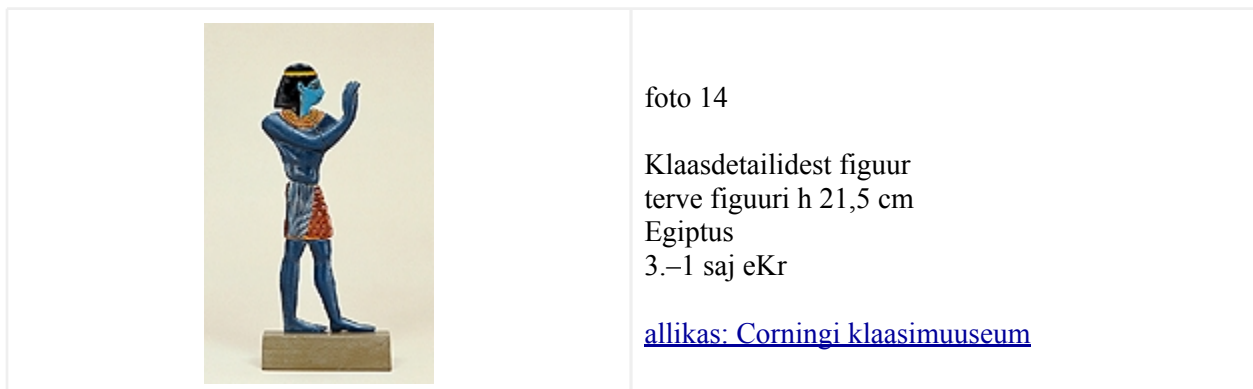 foto 14
Klaasdetailidest figuur
terve figuuri h 21,5 cm
Egiptus
3.–1 saj eKr
allikas: Corningi klaasimuuseum